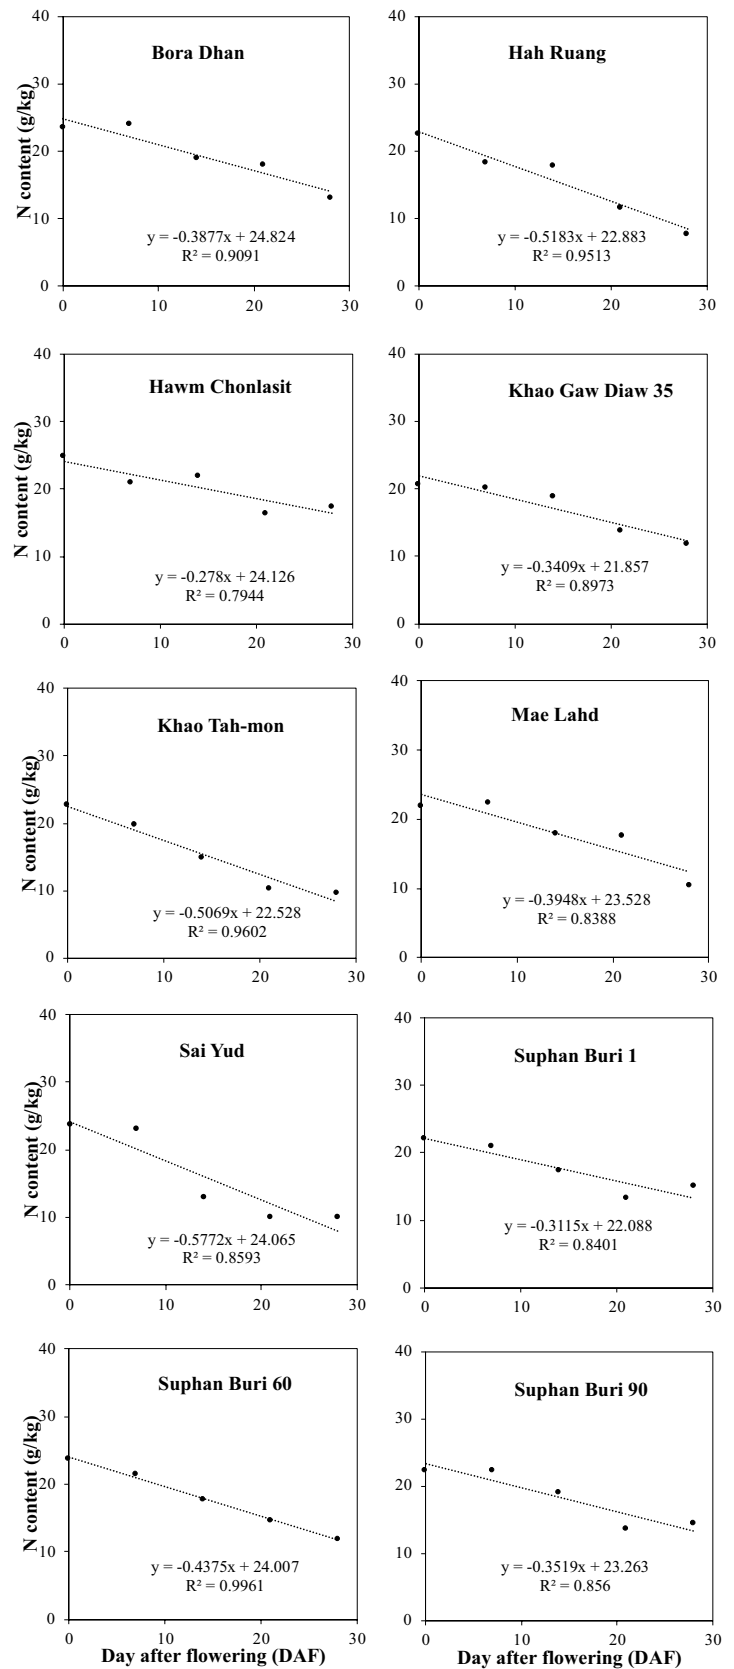 Bora Dhan
N content (g/kg)
40
30
20
10
0
y = -0.3877x + 24.824
R² = 0.9091
0 10 20 30
Hah Ruang
40
30
20
10
0
y = -0.5183x + 22.883
R² = 0.9513
0 10 20 30
Hawm Chonlasit
N content (g/kg)
40
30
20
10
0
y = -0.278x + 24.126
R² = 0.7944
0 10 20 30
Khao Gaw Diaw 35
40
30
20
10
0
y = -0.3409x + 21.857
R² = 0.8973
0 10 20 30
Khao Tah-mon
N content (g/kg)
40
30
20
10
0
y = -0.5069x + 22.528
R² = 0.9602
0 10 20 30
Mae Lahd
40
30
20
10
0
y = -0.3948x + 23.528
R² = 0.8388
0 10 20 30
Sai Yud
N content (g/kg)
40
30
20
10
0
y = -0.5772x + 24.065
R² = 0.8593
0 10 20 30
Suphan Buri 1
40
30
20
10
0
y = -0.3115x + 22.088
R² = 0.8401
0 10 20 30
Suphan Buri 60
N content (g/kg)
40
30
20
10
0
y = -0.4375x + 24.007
R² = 0.9961
0 10 20 30
Day after flowering (DAF)
Suphan Buri 90
40
30
20
10
0
y = -0.3519x + 23.263
R² = 0.856
0 10 20 30
Day after flowering (DAF)